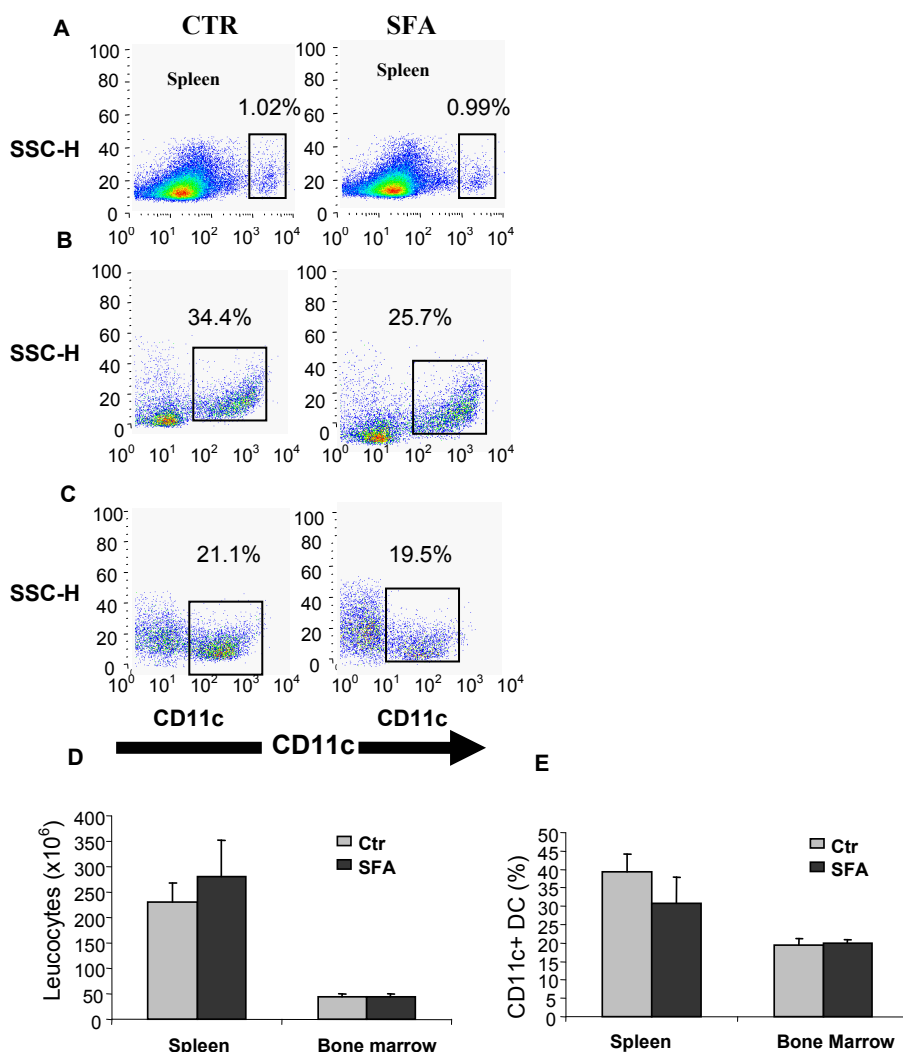 A CTR SFA
100 100
80 Spleen 80 Spleen
60 1.02% 60 0.99%
SSC-H 40 40
20 20
0 0
10⁰ 10¹ 10² 10³ 10⁴ 10⁰ 10¹ 10² 10³ 10⁴
B
100 100
80 80
60 34.4% 60 25.7%
SSC-H 40 40
20 20
0 0
10⁰ 10¹ 10² 10³ 10⁴ 10⁰ 10¹ 10² 10³ 10⁴
C
100 100
80 80
60 21.1% 60 19.5%
SSC-H 40 40
20 20
0 0
10⁰ 10¹ 10² 10³ 10⁴ 10⁰ 10¹ 10² 10³ 10⁴
CD11c CD11c
CD11c
D
Leucocytes (x10⁶)
400
350
300
250
200
150
100
50
0
Ctr
SFA
Spleen Bone marrow
E
CD11c+ DC (%)
50
45
40
35
30
25
20
15
10
5
0
Ctr
SFA
Spleen Bone Marrow